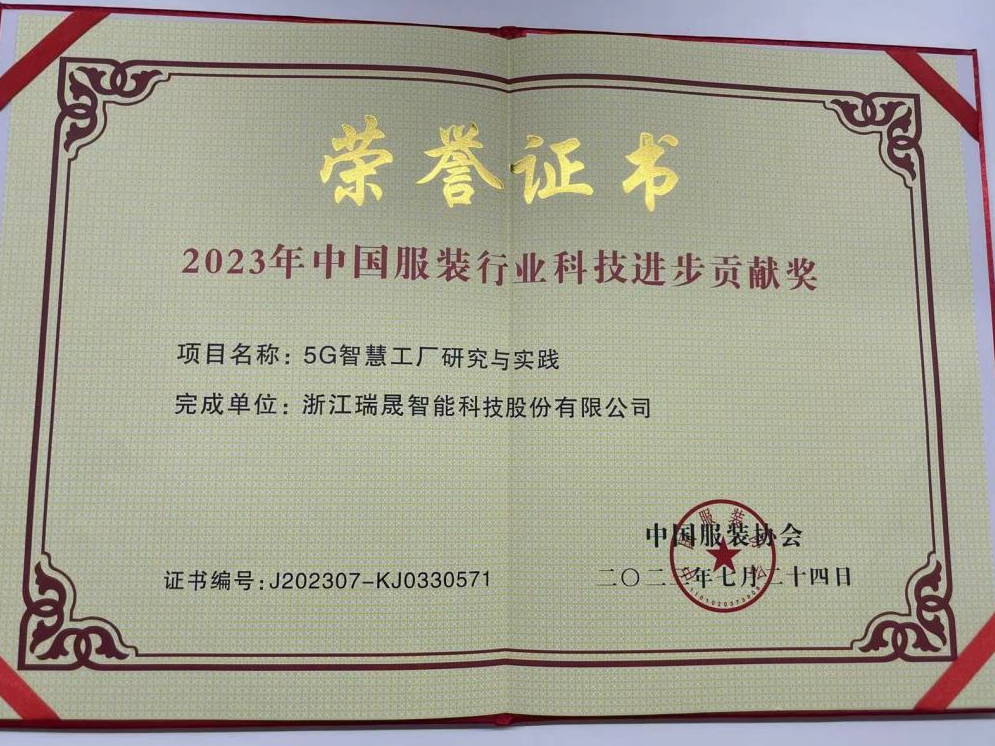 荣誉证书
2023年中国服装行业科技进步贡献奖
项目名称：5G智慧工厂研究与实践
完成单位：浙江瑞晟智能科技股份有限公司
中国服装协会
证书编号：J202307-KJ0330571
二〇二三年七月二十四日